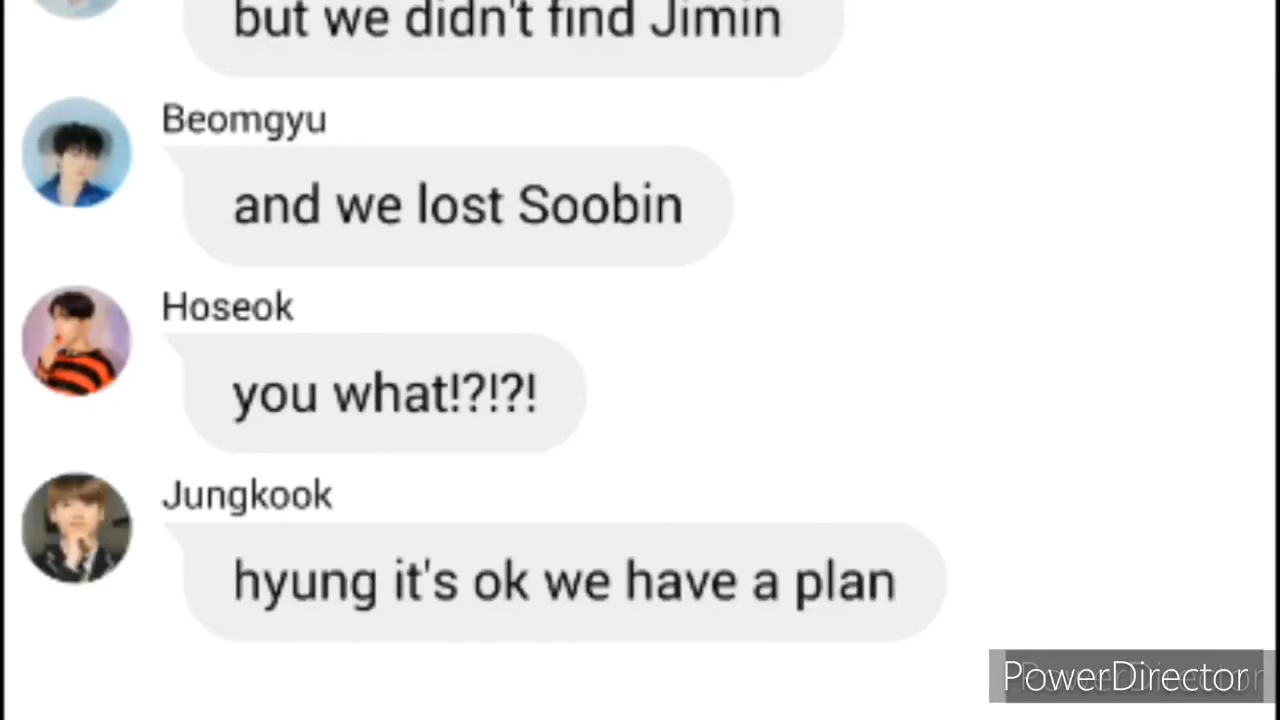 but we didn't find Jimin
Beomgyu
and we lost Soobin
Hoseok
you what!?!?!
Jungkook
hyung it's ok we have a plan
PowerDirector